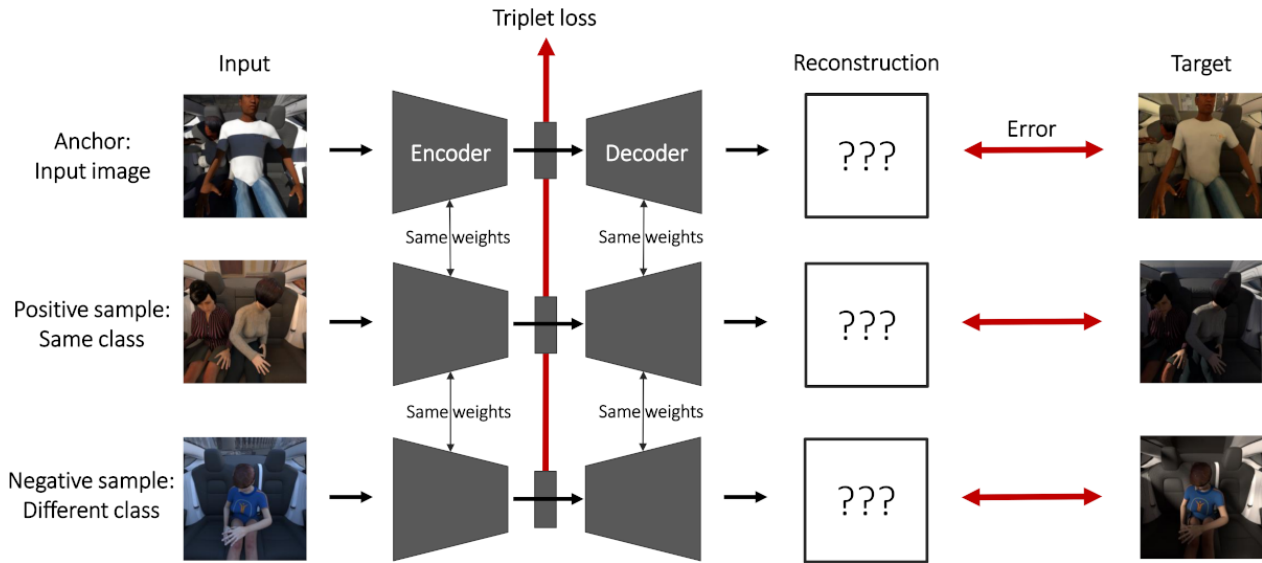 Triplet loss
Input
Reconstruction
Target
Anchor:
Input image
Encoder
Decoder
???
Error
Same weights
Same weights
Positive sample:
Same class
???
Same weights
Same weights
Negative sample:
Different class
???